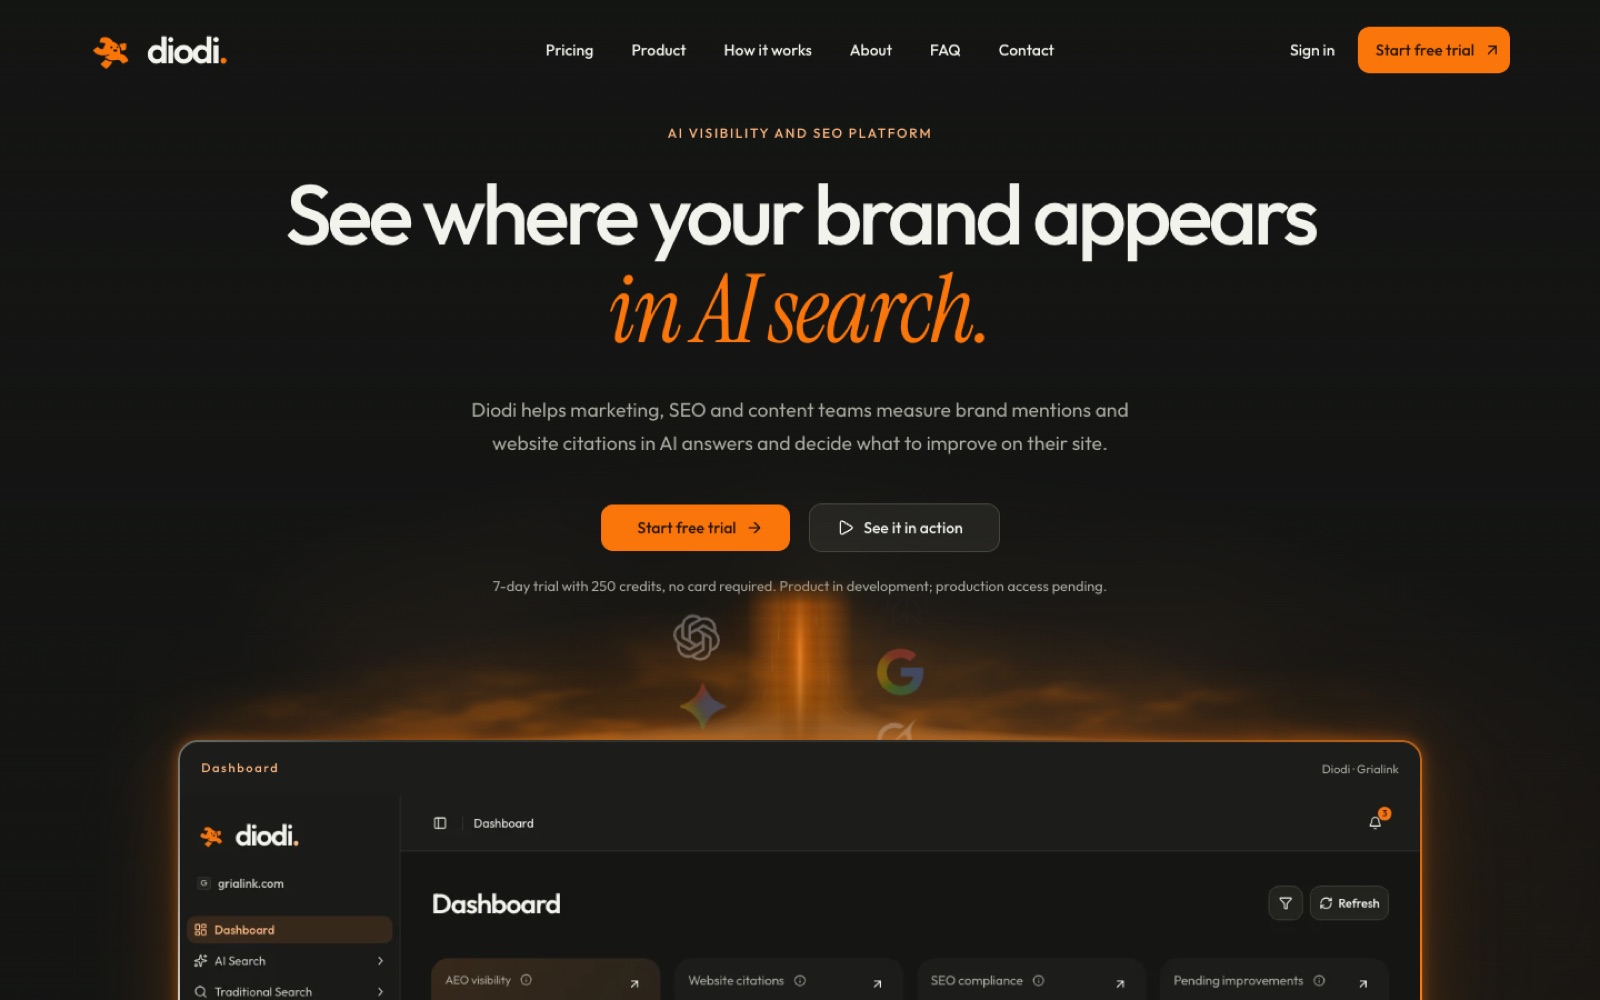 diodi.
Pricing
Product
How it works
About
FAQ
Contact
Sign in
Start free trial
AI VISIBILITY AND SEO PLATFORM
See where your brand appears
in AI search.
Diodi helps marketing, SEO and content teams measure brand mentions and
website citations in AI answers and decide what to improve on their site.
Start free trial
See it in action
7-day trial with 250 credits, no card required. Product in development; production access pending.
Dashboard
Diodi · Grialink
diodi.
Dashboard
3
G grialink.com
Dashboard
Refresh
Dashboard
AI Search
Traditional Search
AEO visibility
Website citations
SEO compliance
Pending improvements